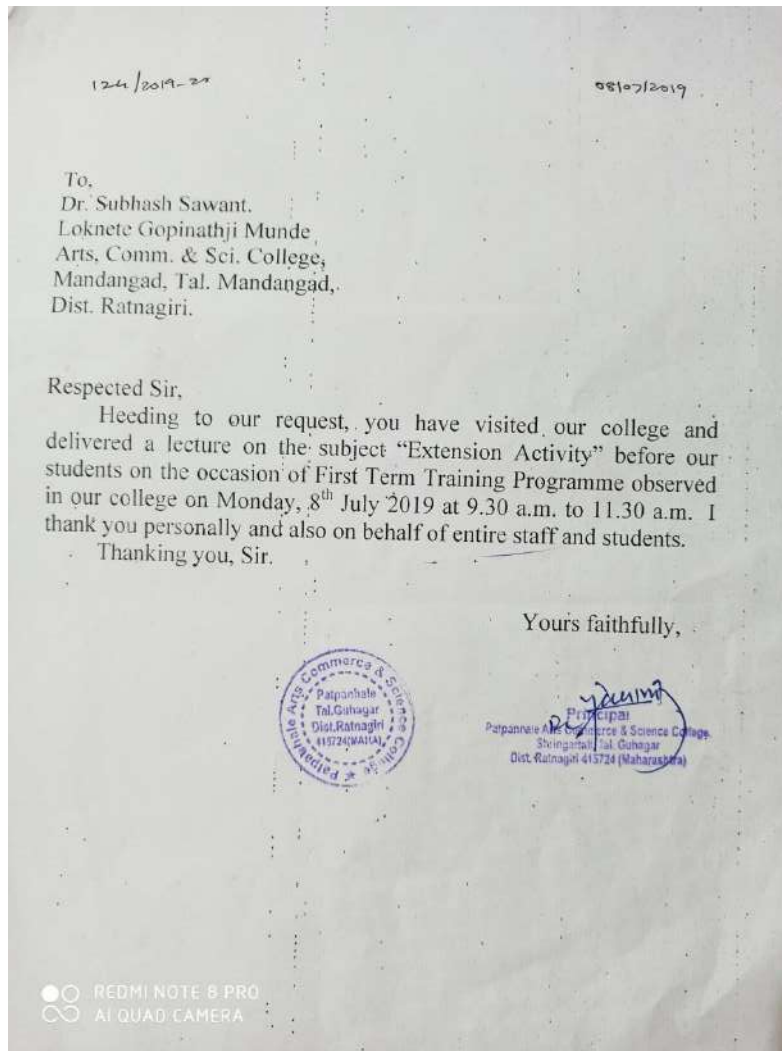 124/2019-20
08/07/2019
To,
Dr. Subhash Sawant.
Loknete Gopinathji Munde
Arts, Comm. & Sci. College,
Mandangad, Tal. Mandangad,
Dist. Ratnagiri.
Respected Sir,
Heeding to our request, you have visited our college and
delivered a lecture on the subject “Extension Activity” before our
students on the occasion of First Term Training Programme observed
in our college on Monday, 8th July 2019 at 9.30 a.m. to 11.30 a.m. I
thank you personally and also on behalf of entire staff and students.
Thanking you, Sir.
Yours faithfully,
Arts Commerce & Science College
Patpanhale
Tal.Guhagar
Dist.Ratnagiri
415724(MAHA)
Principal
Patpanhale Arts Commerce & Science College.
Shringartali, Tal. Guhagar
Dist. Ratnagiri 415724 (Maharashtra)
REDMI NOTE 8 PRO
AI QUAD CAMERA